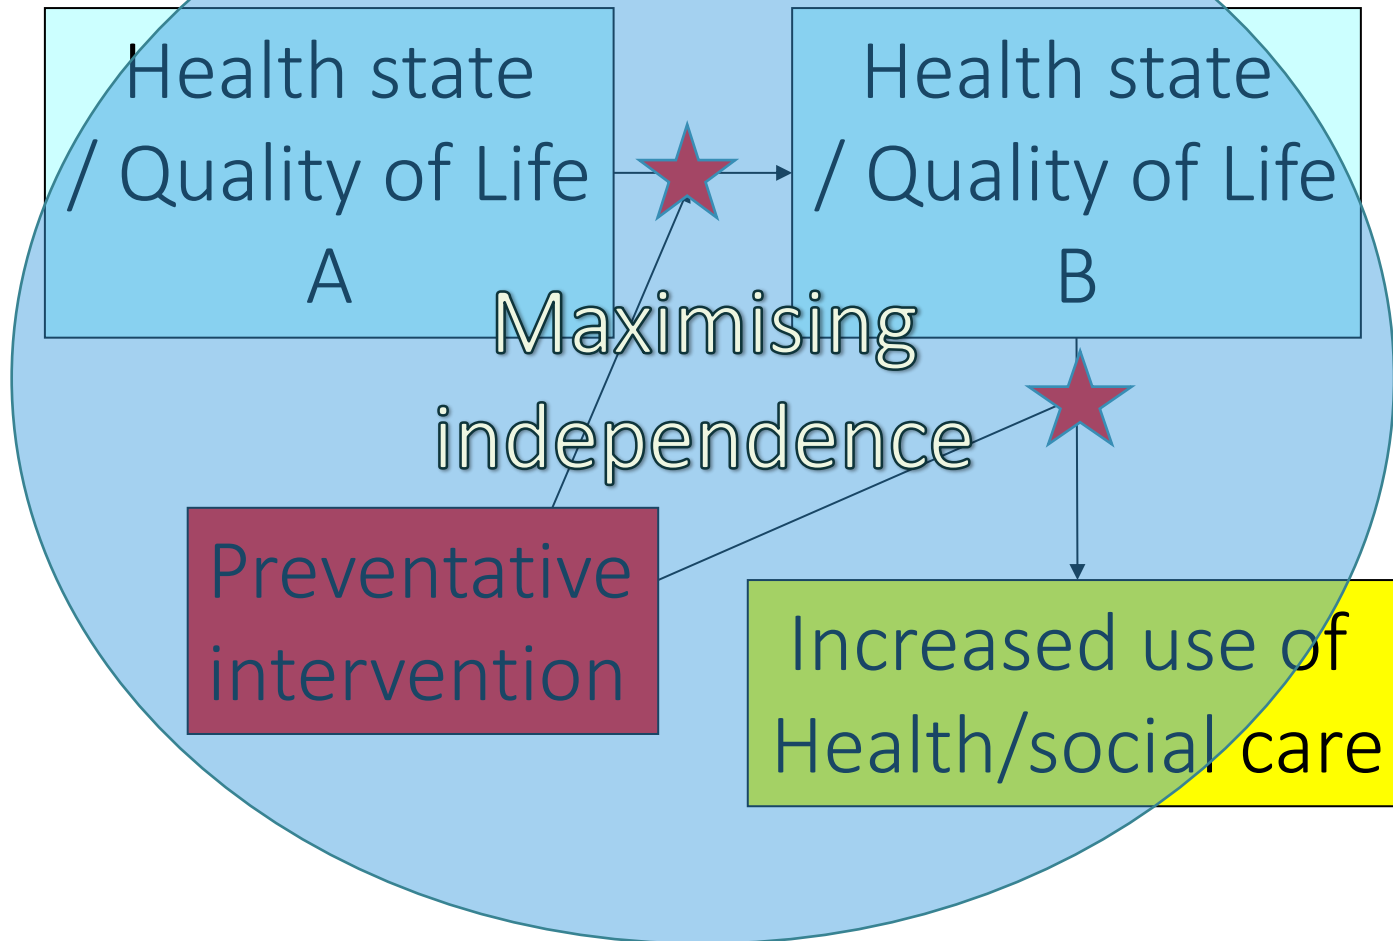 Health state
/ Quality of Life
A
Health state
/ Quality of Life
B
Maximising
independence
Preventative
intervention
Increased use of
Health/social care